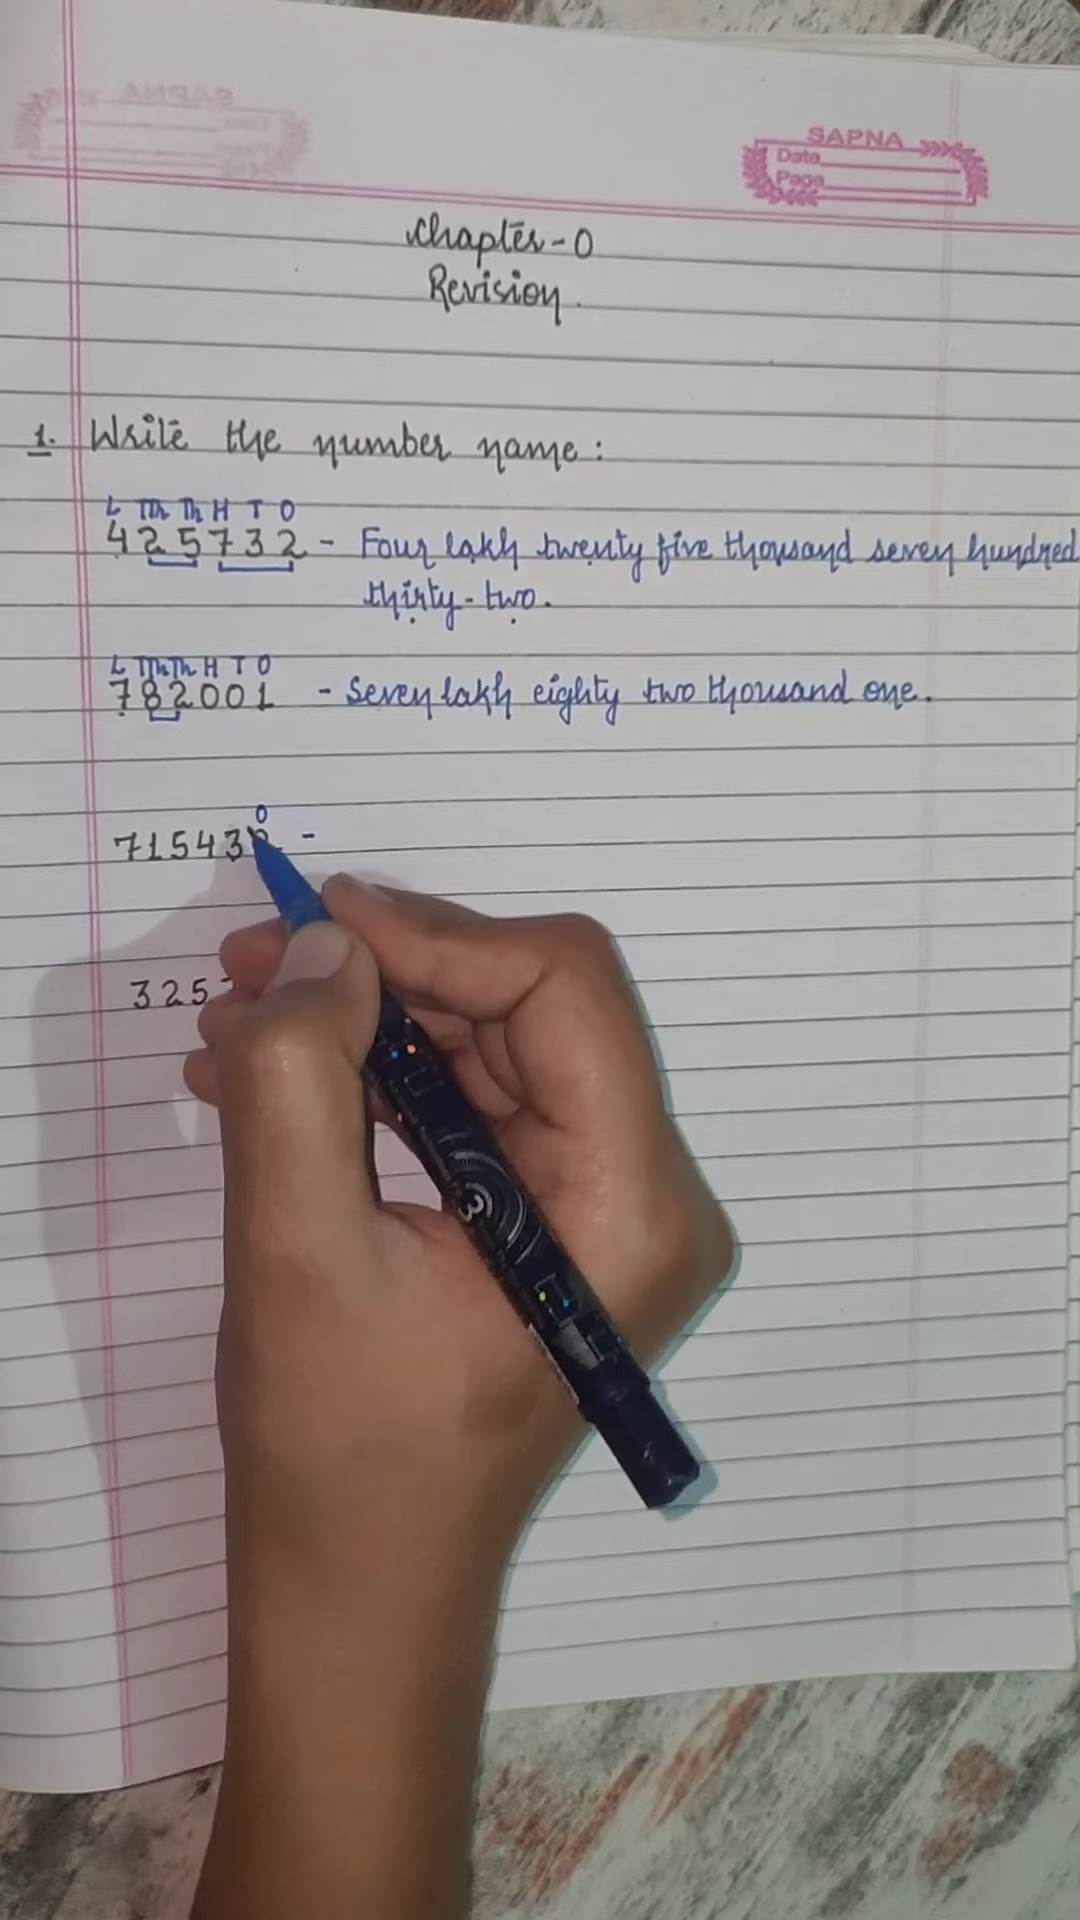 SAPNA
Date
Page
Chapter-0
Revision.
1. Write the number name:
L TTh Th H T O
425732 - Four lakh twenty five thousand seven hundred
thirty-two.
L TTh Th H T O
782001 - Seven lakh eighty two thousand one.
O
71543 -
325
3